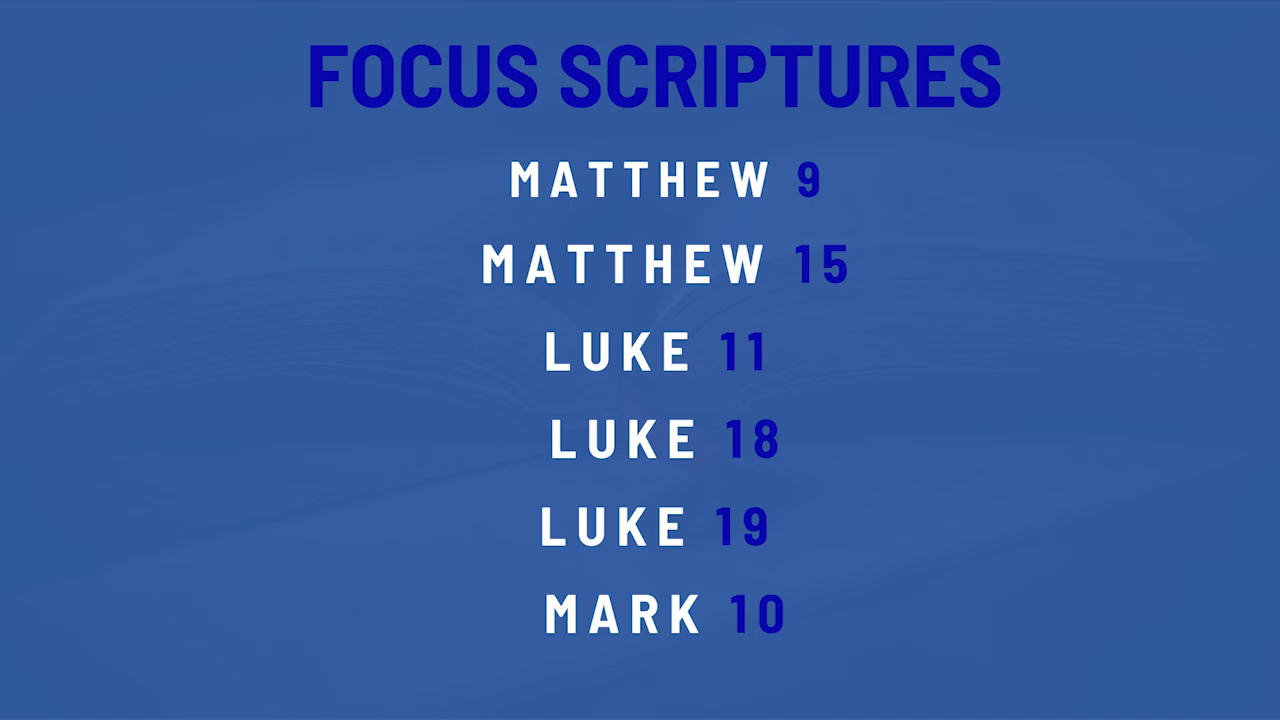 FOCUS SCRIPTURES
MATTHEW 9
MATTHEW 15
LUKE 11
LUKE 18
LUKE 19
MARK 10